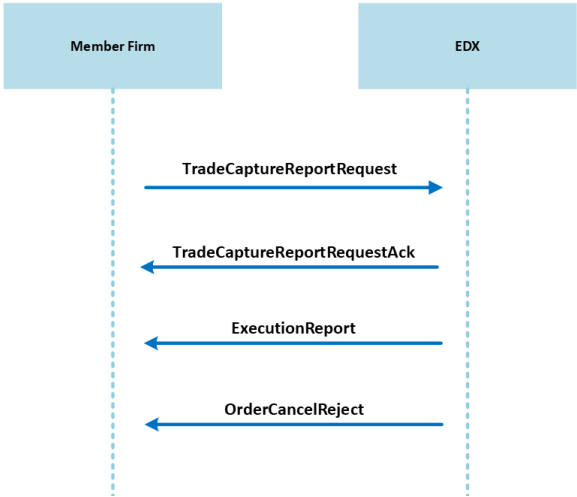 Member Firm
EDX
TradeCaptureReportRequest
TradeCaptureReportRequestAck
ExecutionReport
OrderCancelReject